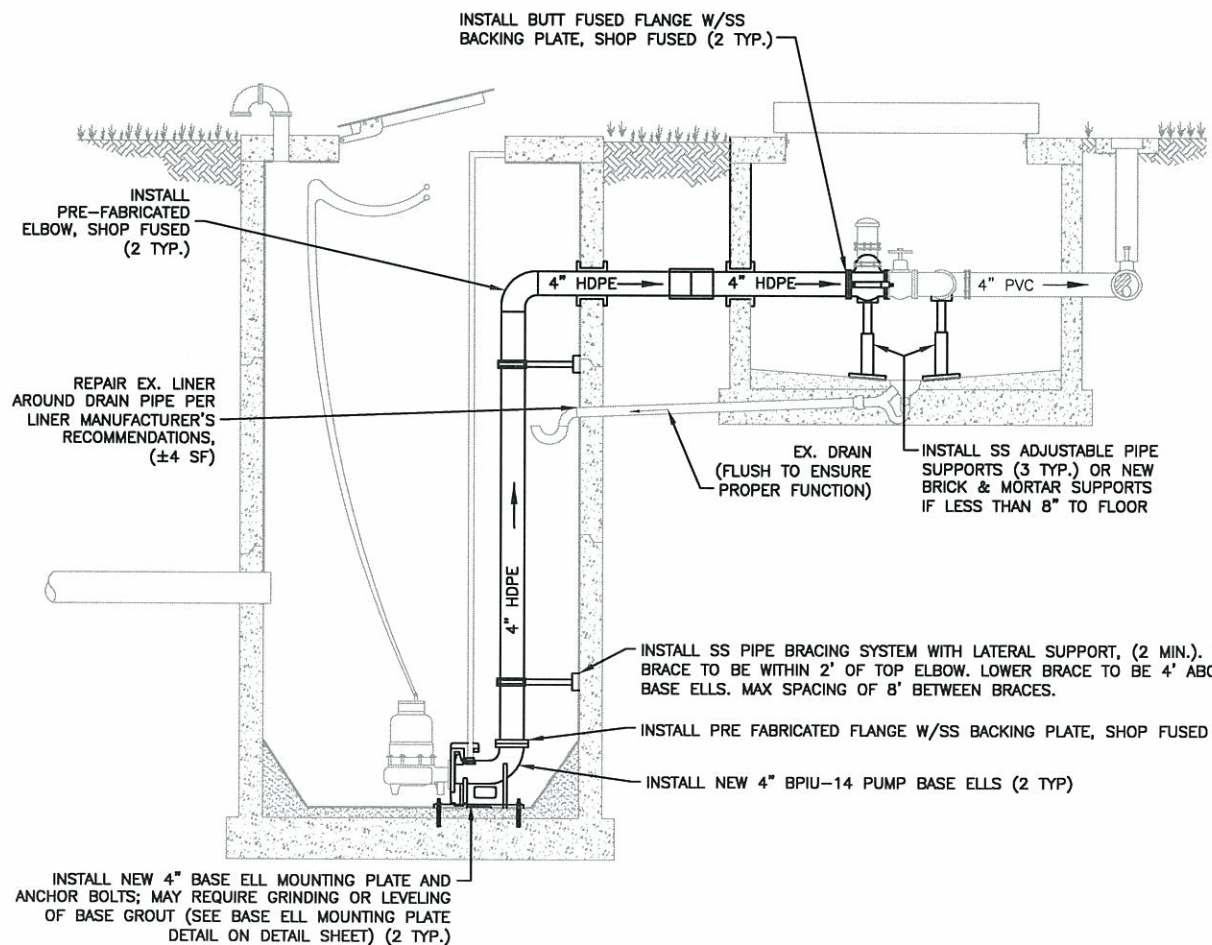 INSTALL BUTT FUSED FLANGE W/SS
BACKING PLATE, SHOP FUSED (2 TYP.)
INSTALL
PRE-FABRICATED
ELBOW, SHOP FUSED
(2 TYP.)
4" HDPE
4" HDPE
4" PVC
REPAIR EX. LINER
AROUND DRAIN PIPE PER
LINER MANUFACTURER'S
RECOMMENDATIONS,
(±4 SF)
EX. DRAIN
(FLUSH TO ENSURE
PROPER FUNCTION)
INSTALL SS ADJUSTABLE PIPE
SUPPORTS (3 TYP.) OR NEW
BRICK & MORTAR SUPPORTS
IF LESS THAN 8" TO FLOOR
4" HDPE
INSTALL SS PIPE BRACING SYSTEM WITH LATERAL SUPPORT, (2 MIN.).
BRACE TO BE WITHIN 2' OF TOP ELBOW. LOWER BRACE TO BE 4' ABO
BASE ELLS. MAX SPACING OF 8' BETWEEN BRACES.
INSTALL PRE FABRICATED FLANGE W/SS BACKING PLATE, SHOP FUSED
INSTALL NEW 4" BPIU-14 PUMP BASE ELLS (2 TYP)
INSTALL NEW 4" BASE ELL MOUNTING PLATE AND
ANCHOR BOLTS; MAY REQUIRE GRINDING OR LEVELING
OF BASE GROUT (SEE BASE ELL MOUNTING PLATE
DETAIL ON DETAIL SHEET) (2 TYP.)